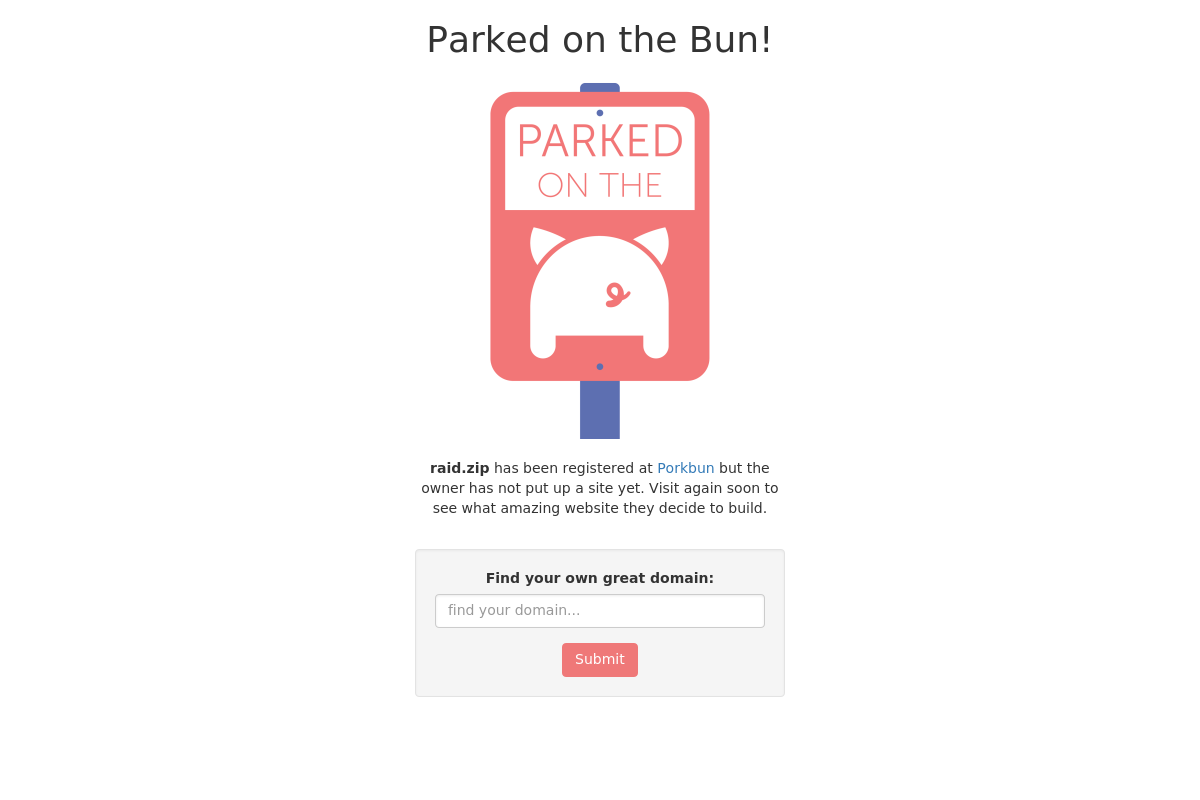 Parked on the Bun!
PARKED
ON THE
raid.zip has been registered at Porkbun but the
owner has not put up a site yet. Visit again soon to
see what amazing website they decide to build.
Find your own great domain:
find your domain...
Submit